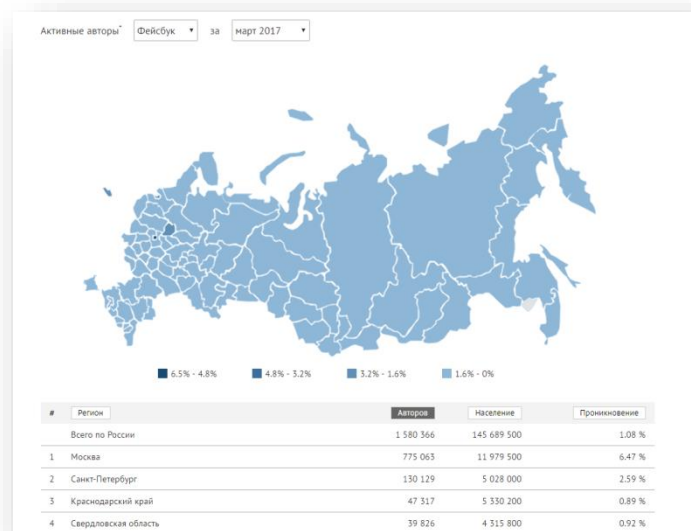 Активные авторы* Фейсбук за март 2017
6.5% - 4.8% 4.8% - 3.2% 3.2% - 1.6% 1.6% - 0%
# Регион Авторов Население Проникновение
Всего по России 1 580 366 145 689 500 1.08 %
1 Москва 775 063 11 979 500 6.47 %
2 Санкт-Петербург 130 129 5 028 000 2.59 %
3 Краснодарский край 47 317 5 330 200 0.89 %
4 Свердловская область 39 826 4 315 800 0.92 %